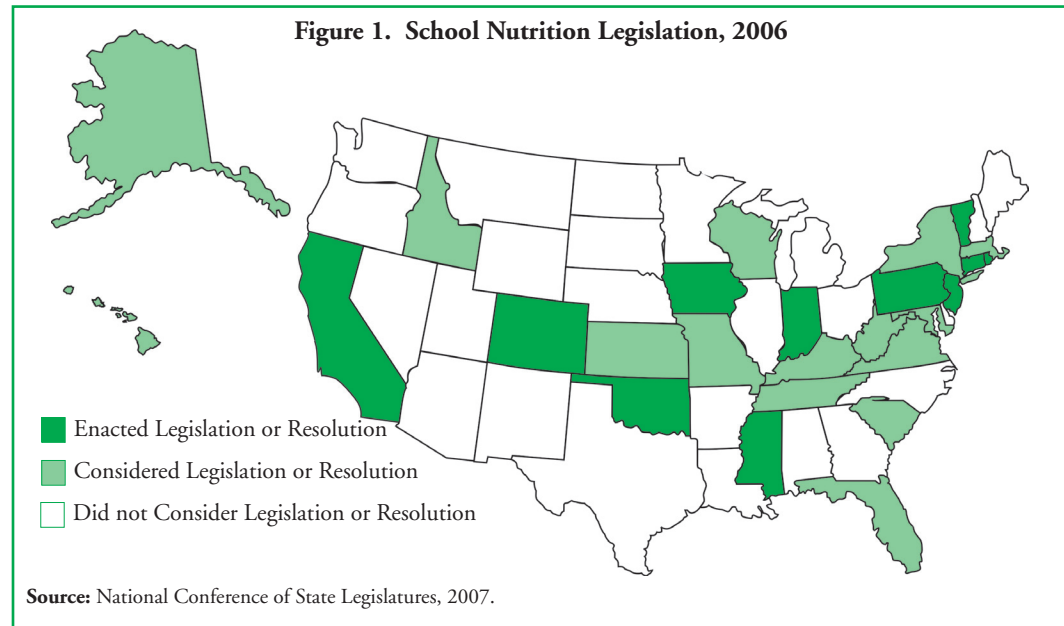 Figure 1.  School Nutrition Legislation, 2006
Enacted Legislation or Resolution
Considered Legislation or Resolution
Did not Consider Legislation or Resolution
Source: National Conference of State Legislatures, 2007.